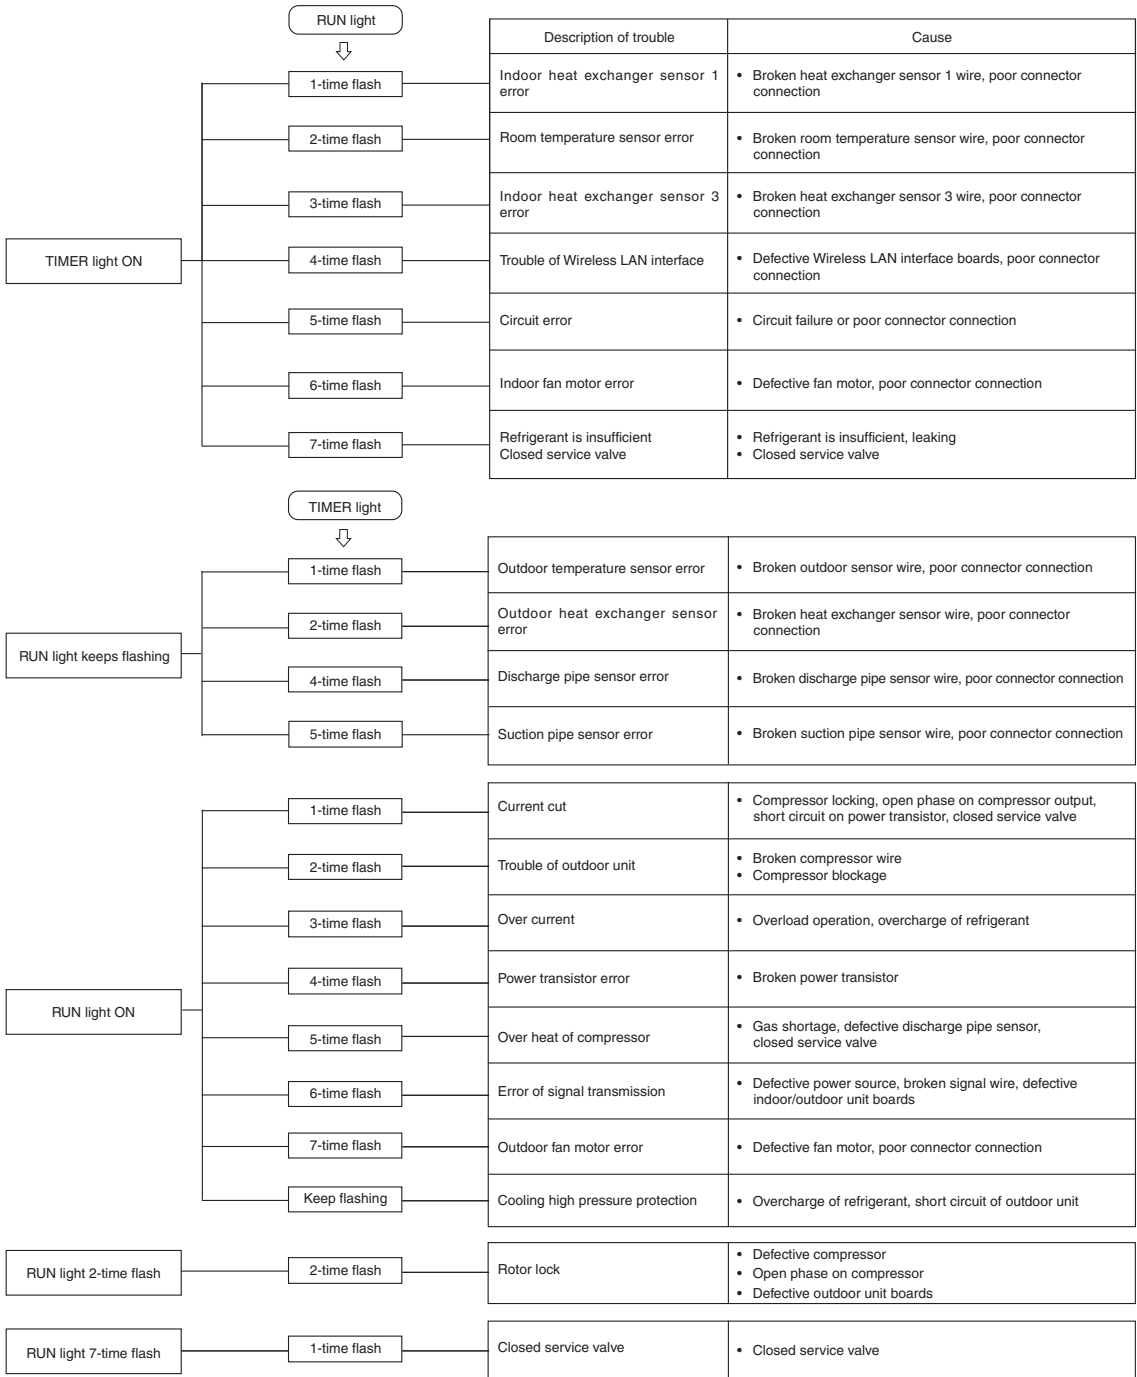 RUN light
Description of trouble
Cause
1-time flash
Indoor heat exchanger sensor 1
error
• Broken heat exchanger sensor 1 wire, poor connector
connection
2-time flash
Room temperature sensor error
• Broken room temperature sensor wire, poor connector
connection
3-time flash
Indoor heat exchanger sensor 3
error
• Broken heat exchanger sensor 3 wire, poor connector
connection
TIMER light ON
4-time flash
Trouble of Wireless LAN interface
• Defective Wireless LAN interface boards, poor connector
connection
5-time flash
Circuit error
• Circuit failure or poor connector connection
6-time flash
Indoor fan motor error
• Defective fan motor, poor connector connection
7-time flash
Refrigerant is insufficient
Closed service valve
• Refrigerant is insufficient, leaking
• Closed service valve
TIMER light
1-time flash
Outdoor temperature sensor error
• Broken outdoor sensor wire, poor connector connection
2-time flash
Outdoor heat exchanger sensor
error
• Broken heat exchanger sensor wire, poor connector
connection
RUN light keeps flashing
4-time flash
Discharge pipe sensor error
• Broken discharge pipe sensor wire, poor connector connection
5-time flash
Suction pipe sensor error
• Broken suction pipe sensor wire, poor connector connection
1-time flash
Current cut
• Compressor locking, open phase on compressor output,
short circuit on power transistor, closed service valve
2-time flash
Trouble of outdoor unit
• Broken compressor wire
• Compressor blockage
3-time flash
Over current
• Overload operation, overcharge of refrigerant
4-time flash
Power transistor error
• Broken power transistor
RUN light ON
5-time flash
Over heat of compressor
• Gas shortage, defective discharge pipe sensor,
closed service valve
6-time flash
Error of signal transmission
• Defective power source, broken signal wire, defective
indoor/outdoor unit boards
7-time flash
Outdoor fan motor error
• Defective fan motor, poor connector connection
Keep flashing
Cooling high pressure protection
• Overcharge of refrigerant, short circuit of outdoor unit
RUN light 2-time flash
2-time flash
Rotor lock
• Defective compressor
• Open phase on compressor
• Defective outdoor unit boards
RUN light 7-time flash
1-time flash
Closed service valve
• Closed service valve